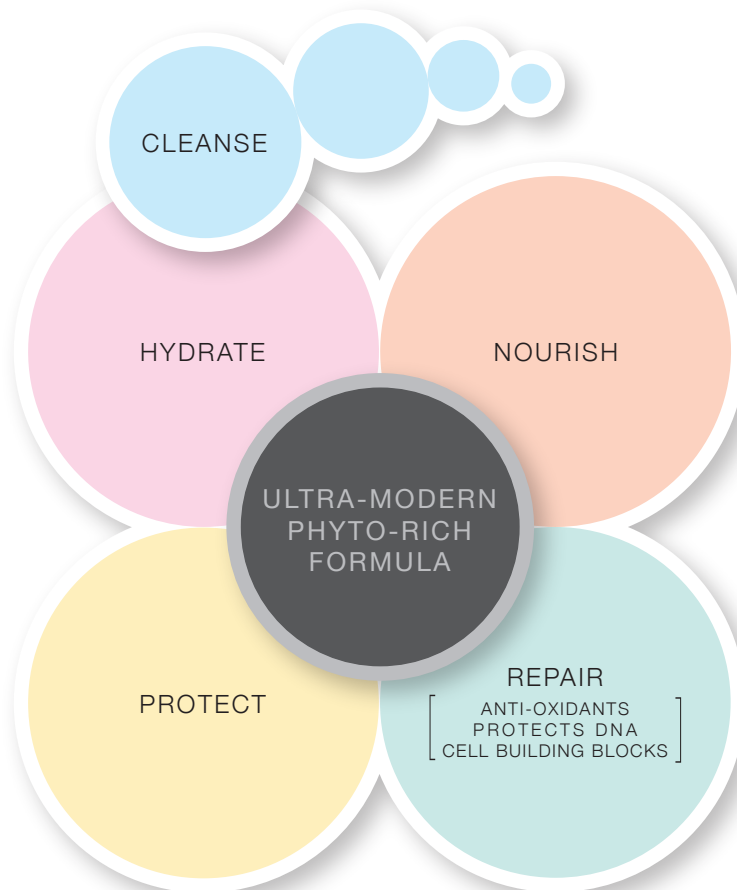 CLEANSE
HYDRATE
NOURISH
ULTRA-MODERN
PHYTO-RICH
FORMULA
PROTECT
REPAIR
ANTI-OXIDANTS
PROTECTS DNA
CELL BUILDING BLOCKS